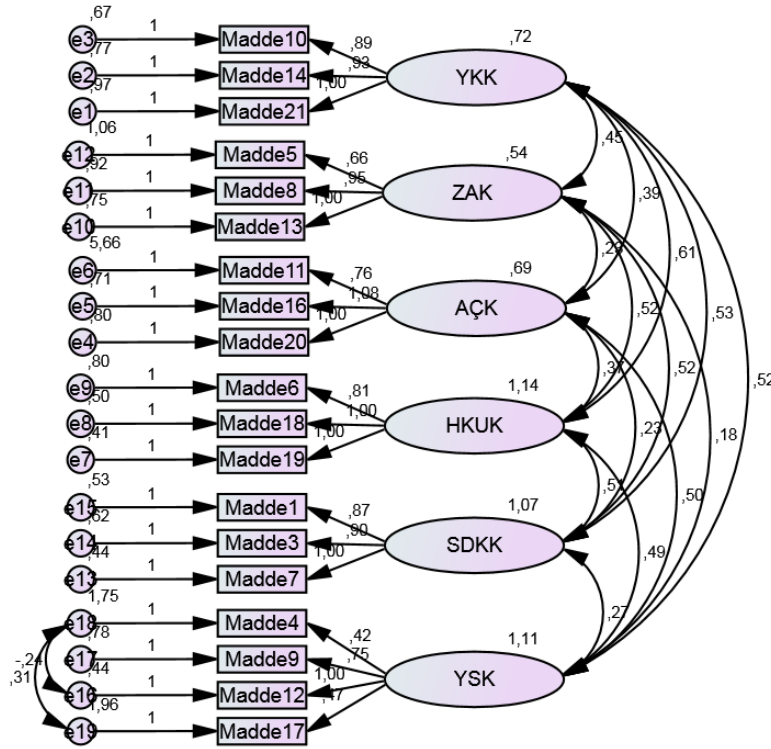 ,67
e3 1 Madde10 ,89 ,72
,77
e2 1 Madde14 ,93 YKK
,97
e1 1 Madde21 1,00
1,06
,45
e12 1 Madde5 ,66 ,54
,92
e11 1 Madde8 ,95 ZAK
,39
,75
e10 1 Madde13 1,00
5,66
,61
e6 1 Madde11 ,76 ,69
,71
e5 1 Madde16 1,08 AÇK ,52 ,53
,80
e4 1 Madde20 1,00
,80
,37 ,52 ,52
e9 1 Madde6 ,81 1,14
,50
e8 1 Madde18 1,00 HKUK ,23 ,18
,41
e7 1 Madde19 1,00
,53
,50
e15 1 Madde1 ,87 1,07
,62
e14 1 Madde3 ,90 SDKK
,44
,49
e13 1 Madde7 1,00
1,75
,27
e18 1 Madde4 ,42 1,11
,78
-,24 e17 1 Madde9 ,75
,31 ,44
e16 1 Madde12 1,00 YSK
1,96
,47
e19 1 Madde17